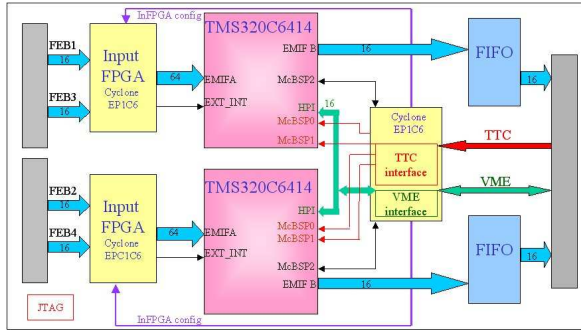 InFPGA config
TMS320C6414
FEB1
16
FEB3
16
Input
FPGA
Cyclone
EP1C6
64
EMIFA
EXT_INT
EMIF B
16
McBSP2
HPI
16
McBSP0
McBSP1
FIFO
16
Cyclone
EP1C6
TTC
interface
VME
interface
TTC
VME
FEB2
16
FEB4
16
Input
FPGA
Cyclone
EPC1C6
64
TMS320C6414
EMIFA
EXT_INT
HPI
McBSP0
McBSP1
McBSP2
EMIF B
16
FIFO
16
JTAG
InFPGA config